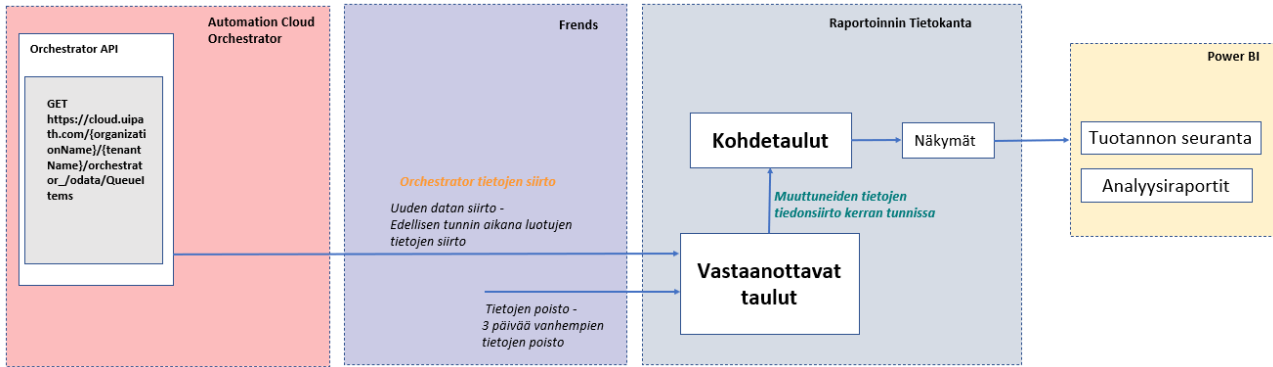 Automation Cloud
Orchestrator
Orchestrator API
GET
https://cloud.uipa
th.com/{organizati
onName}/{tenant
Name}/orchestrat
or_/odata/QueueI
tems
Frends
Orchestrator tietojen siirto
Uuden datan siirto -
Edellisen tunnin aikana luotujen
tietojen siirto
Tietojen poisto -
3 päivää vanhempien
tietojen poisto
Raportoinnin Tietokanta
Kohdetaulut
Näkymät
Muuttuneiden tietojen
tiedonsiirto kerran tunnissa
Vastaanottavat
taulut
Power BI
Tuotannon seuranta
Analyysiraportit